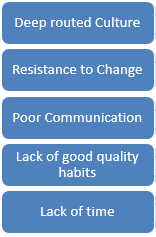 Deep routed Culture
Resistance to Change
Poor Communication
Lack of good quality
habits
Lack of time